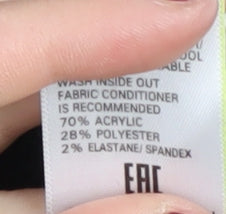 WASH INSIDE OUT
FABRIC CONDITIONER
IS RECOMMENDED
70% ACRYLIC
28% POLYESTER
2% ELASTANE/ SPANDEX
EAC